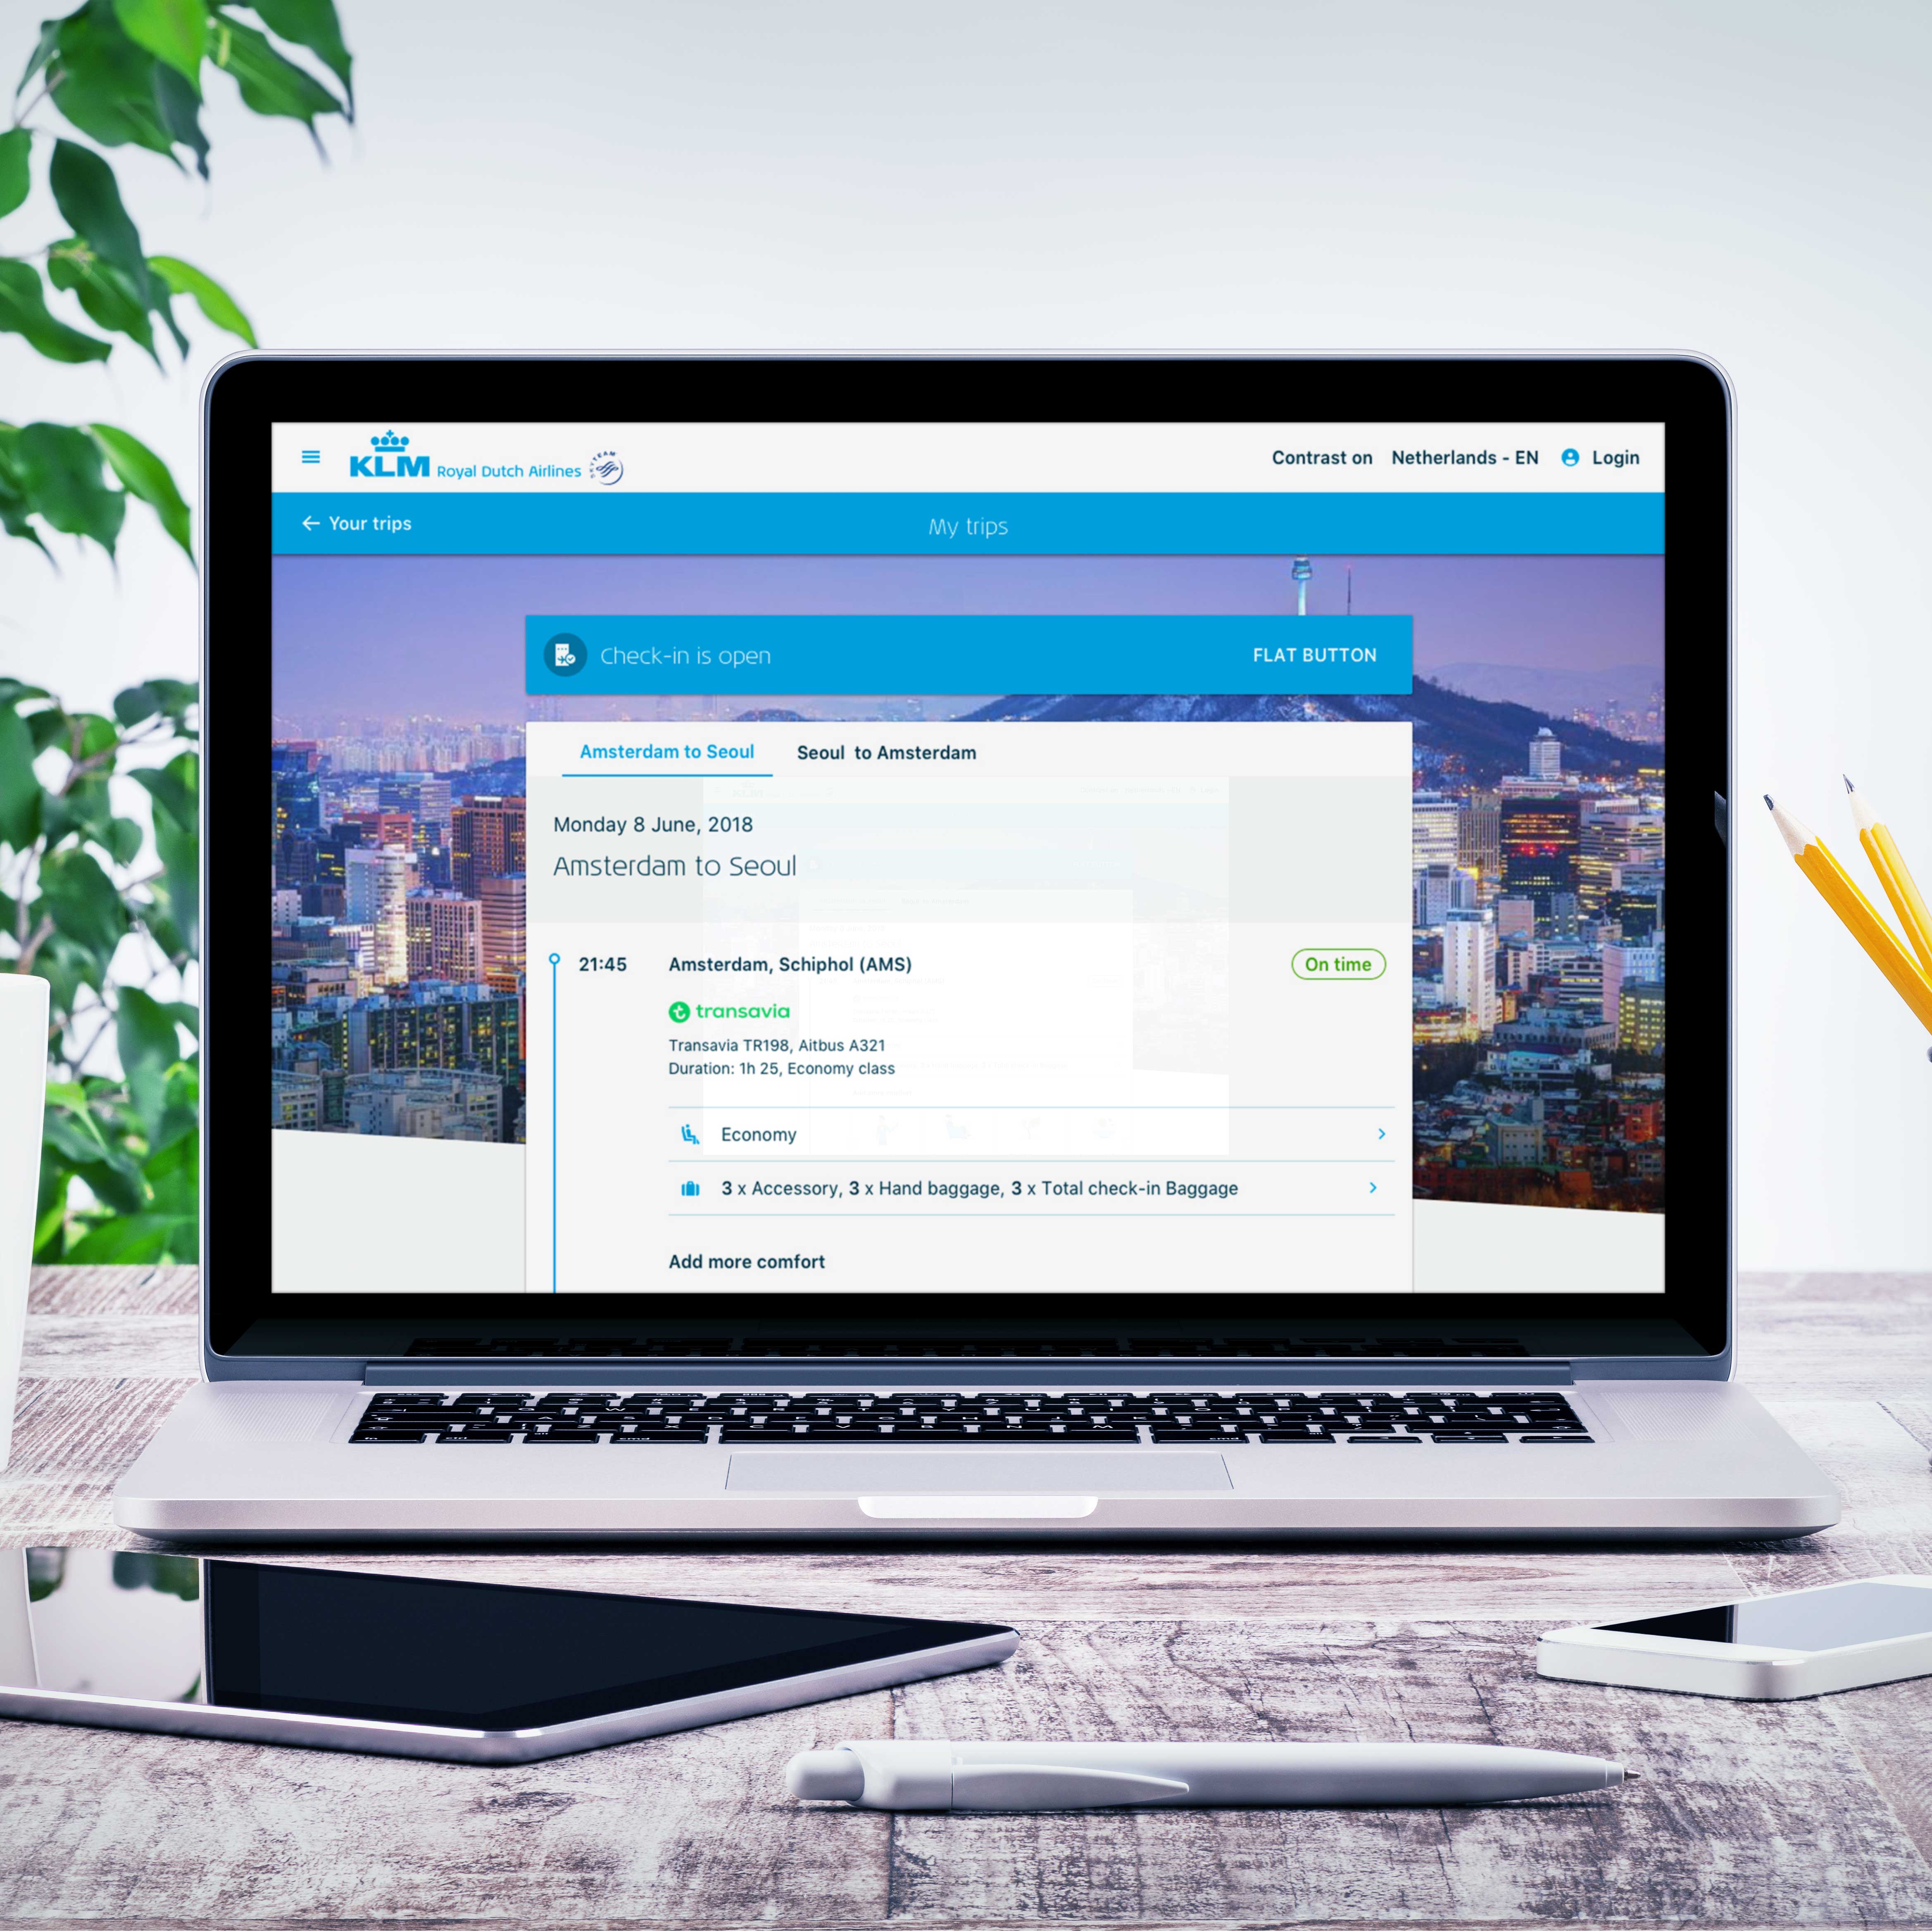 KLM Royal Dutch Airlines SKYTEAM
Contrast on Netherlands - EN Login
Your trips
My trips
Check-in is open
FLAT BUTTON
Amsterdam to Seoul Seoul to Amsterdam
Monday 8 June, 2018
Amsterdam to Seoul
21:45 Amsterdam, Schiphol (AMS) On time
transavia
Transavia TR198, Aitbus A321
Duration: 1h 25, Economy class
Economy
3 x Accessory, 3 x Hand baggage, 3 x Total check-in Baggage
Add more comfort